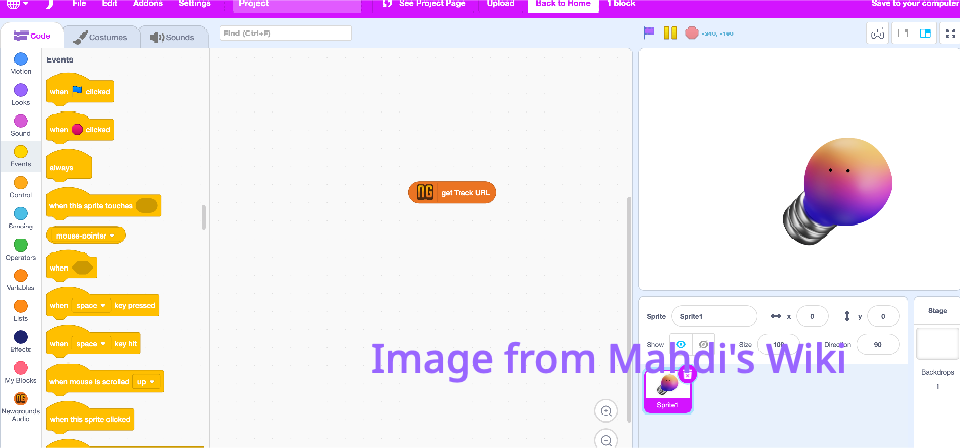 File Edit Addons Settings Project See Project Page Upload Back to Home 1 block Save to your computer
Code Costumes Sounds Find (Ctrl+F)
Motion
Looks
Sound
Events
Control
Sensing
Operators
Variables
Lists
Effects
My Blocks
Newgrounds
Audio
Events
when clicked
when clicked
always
when this sprite touches
mouse-pointer
when
when space key pressed
when space key hit
when mouse is scrolled up
when this sprite clicked
NG get Track URL
Sprite Sprite1 x 0 y 0
Show Size 100 Direction 90
Sprite1
Stage
Backdrops
1
Image from Mahdi's Wiki